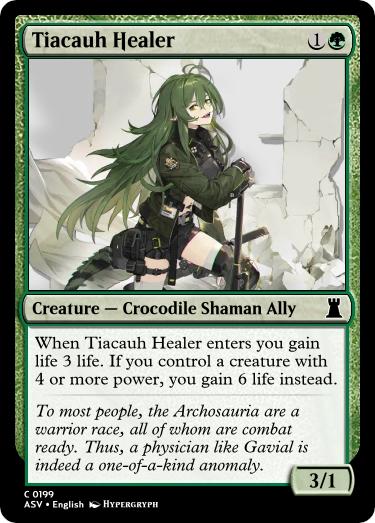 Tiacauh Healer 1
Creature — Crocodile Shaman Ally
When Tiacauh Healer enters you gain
life 3 life. If you control a creature with
4 or more power, you gain 6 life instead.
To most people, the Archosauria are a
warrior race, all of whom are combat
ready. Thus, a physician like Gavial is
indeed a one-of-a-kind anomaly.
3/1
C 0199
ASV • English HYPERGRYPH